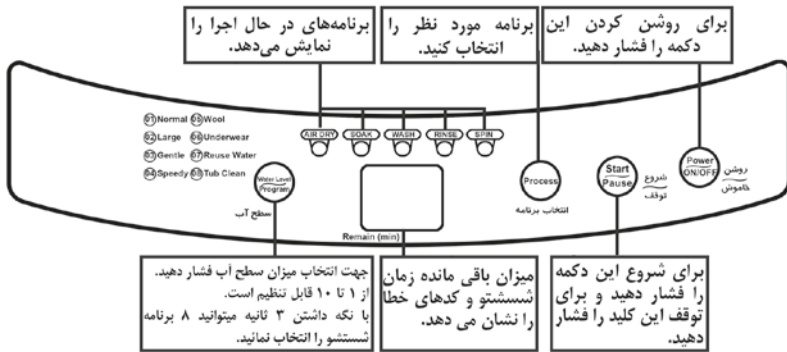 برنامه‌های در حال اجرا را
نمایش می‌دهد.
برنامه مورد نظر را
انتخاب کنید.
برای روشن کردن این
دکمه را فشار دهید.
01 Normal 05 Wool
02 Large 06 Underwear
03 Gentle 07 Reuse Water
04 Speedy 08 Tub Clean
AIR DRY SOAK WASH RINSE SPIN
Water Level
Program
سطح آب
Remain (min)
Process
انتخاب برنامه
Start
Pause
شروع
توقف
Power
ON/OFF
روشن
خاموش
جهت انتخاب میزان سطح آب فشار دهید.
از ۱ تا ۱۰ قابل تنظیم است.
با نگه داشتن ۳ ثانیه میتوانید ۸ برنامه
شستشو را انتخاب نمائید.
میزان باقی مانده زمان
شسشتو و کدهای خطا
را نشان می دهد.
برای شروع این دکمه
را فشار دهید و برای
توقف این کلید را فشار
دهید.